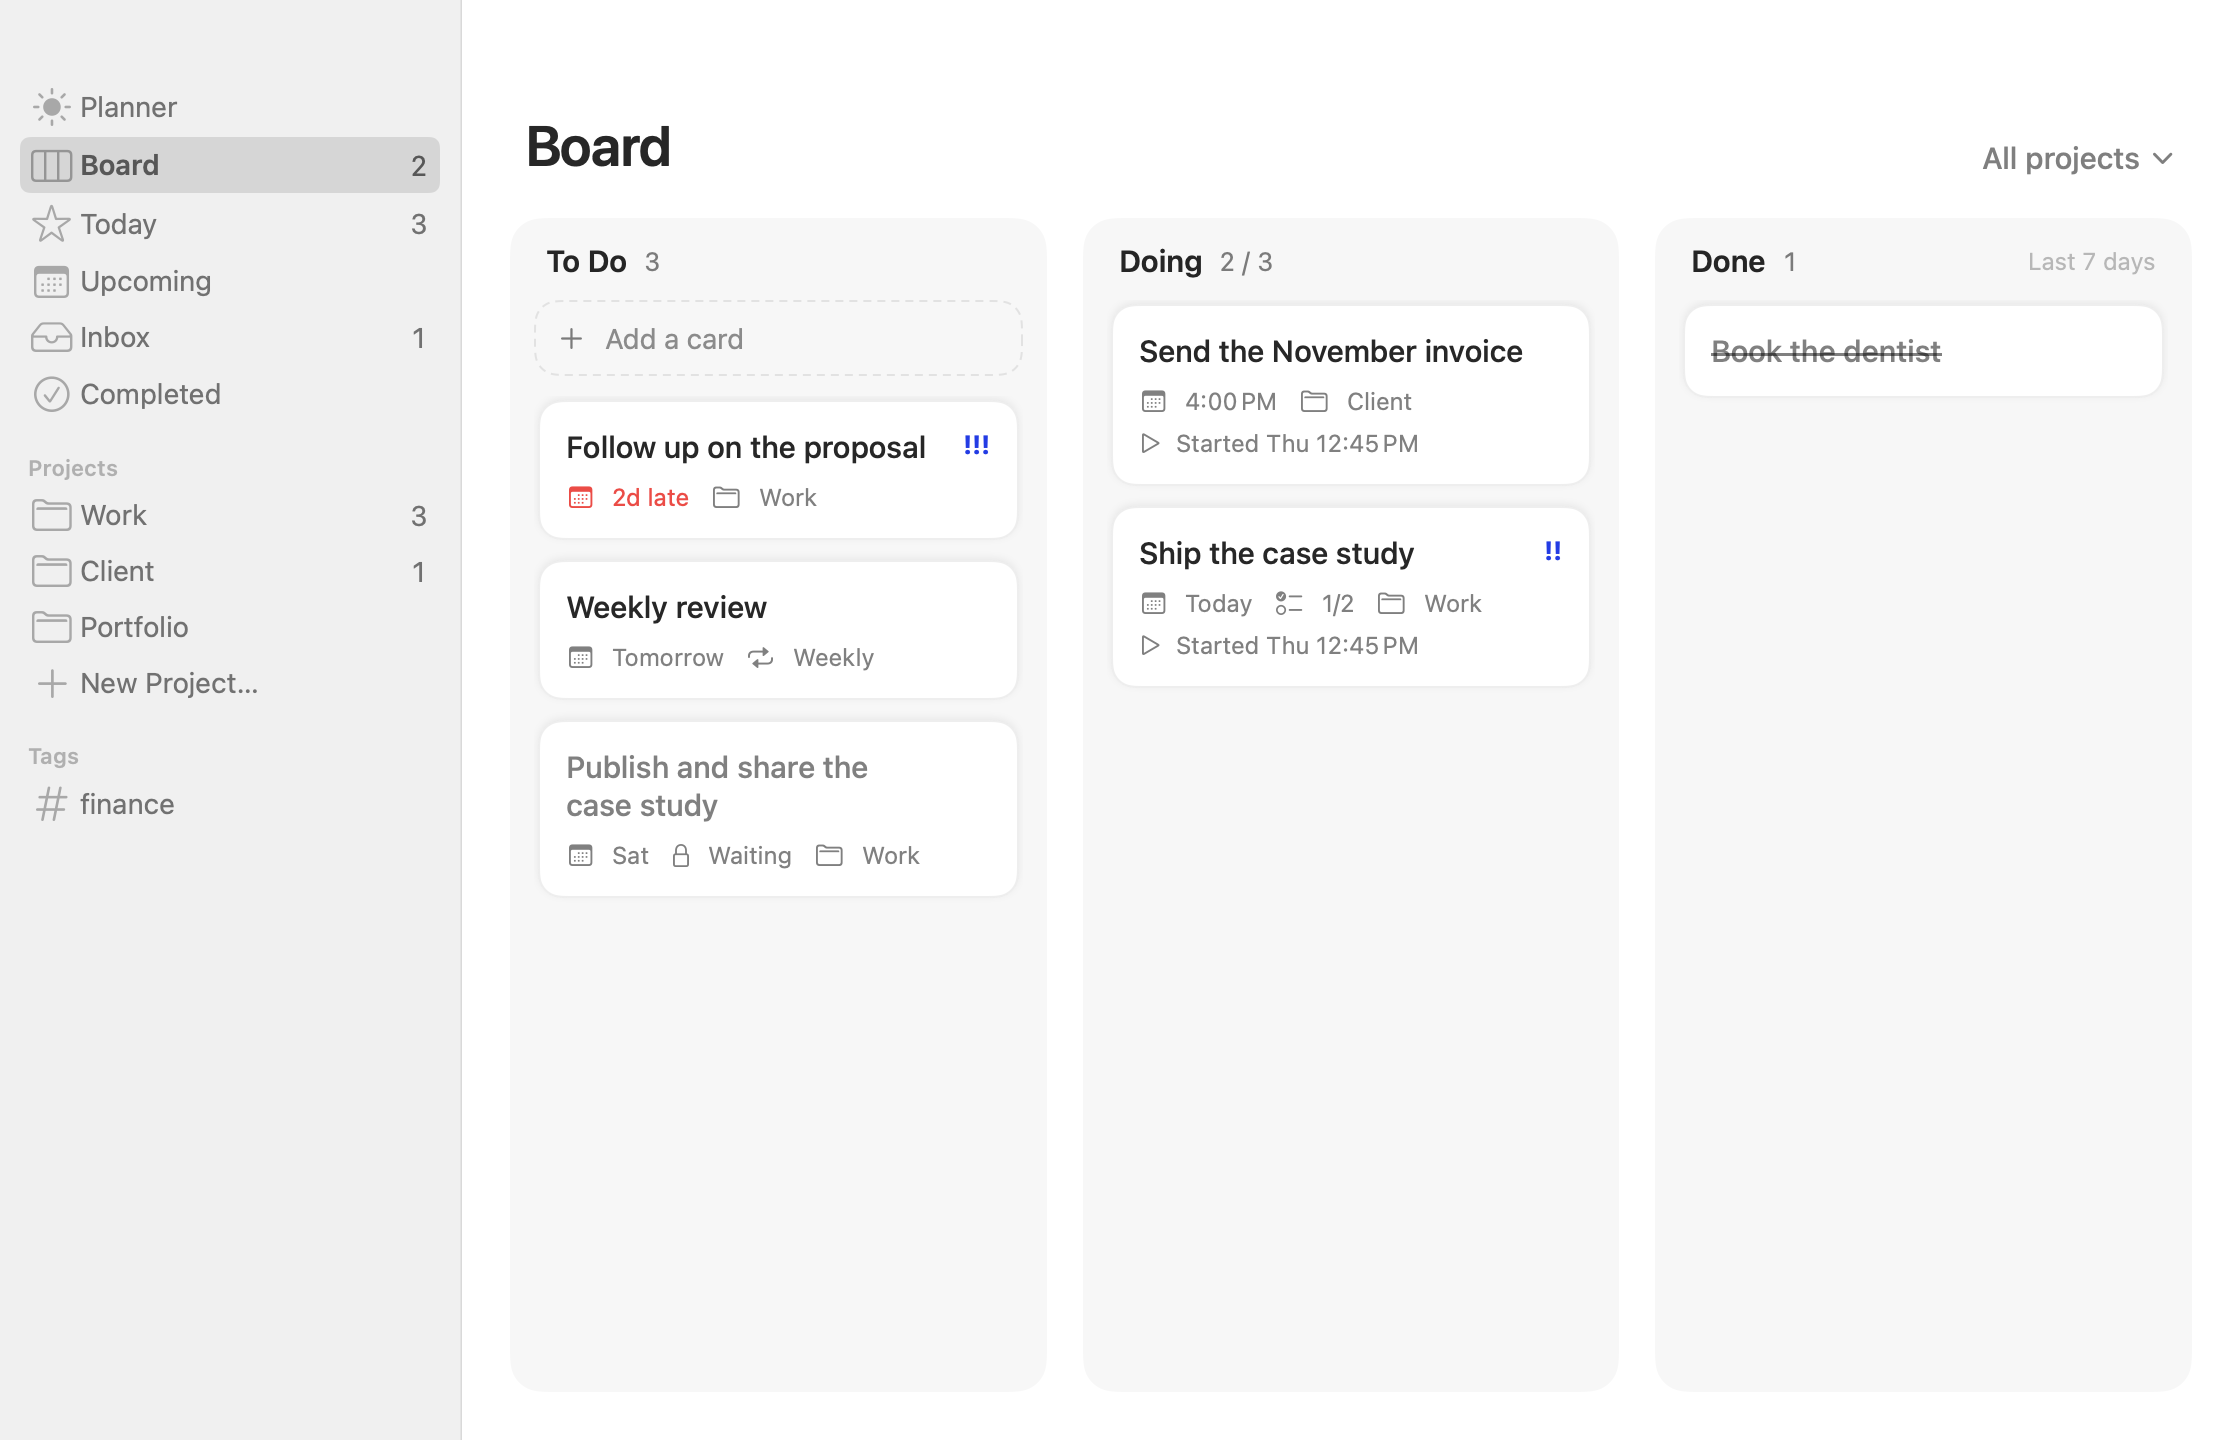 Planner
Board 2
Today 3
Upcoming
Inbox 1
Completed
Projects
Work 3
Client 1
Portfolio
New Project...
Tags
finance
Board
All projects
To Do 3
Add a card
Follow up on the proposal !!!
2d late Work
Weekly review
Tomorrow Weekly
Publish and share the
case study
Sat Waiting Work
Doing 2 / 3
Send the November invoice
4:00 PM Client
Started Thu 12:45 PM
Ship the case study !!
Today 1/2 Work
Started Thu 12:45 PM
Done 1 Last 7 days
Book the dentist